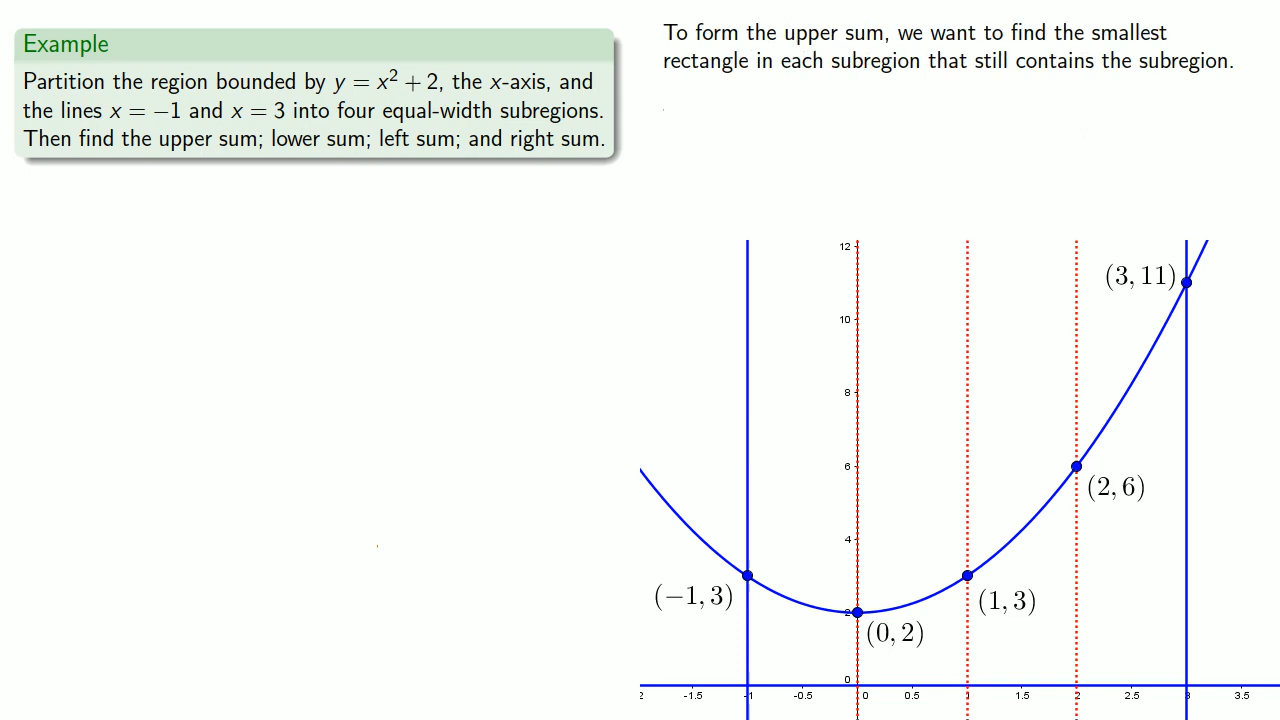 Example
Partition the region bounded by y = x² + 2, the x-axis, and
the lines x = −1 and x = 3 into four equal-width subregions.
Then find the upper sum; lower sum; left sum; and right sum.
To form the upper sum, we want to find the smallest
rectangle in each subregion that still contains the subregion.
12
(3, 11)
10
8
6
(2, 6)
4
(−1, 3)
(1, 3)
2
(0, 2)
0
2 -1.5 -1 -0.5 0 0.5 1 1.5 2 2.5 3 3.5